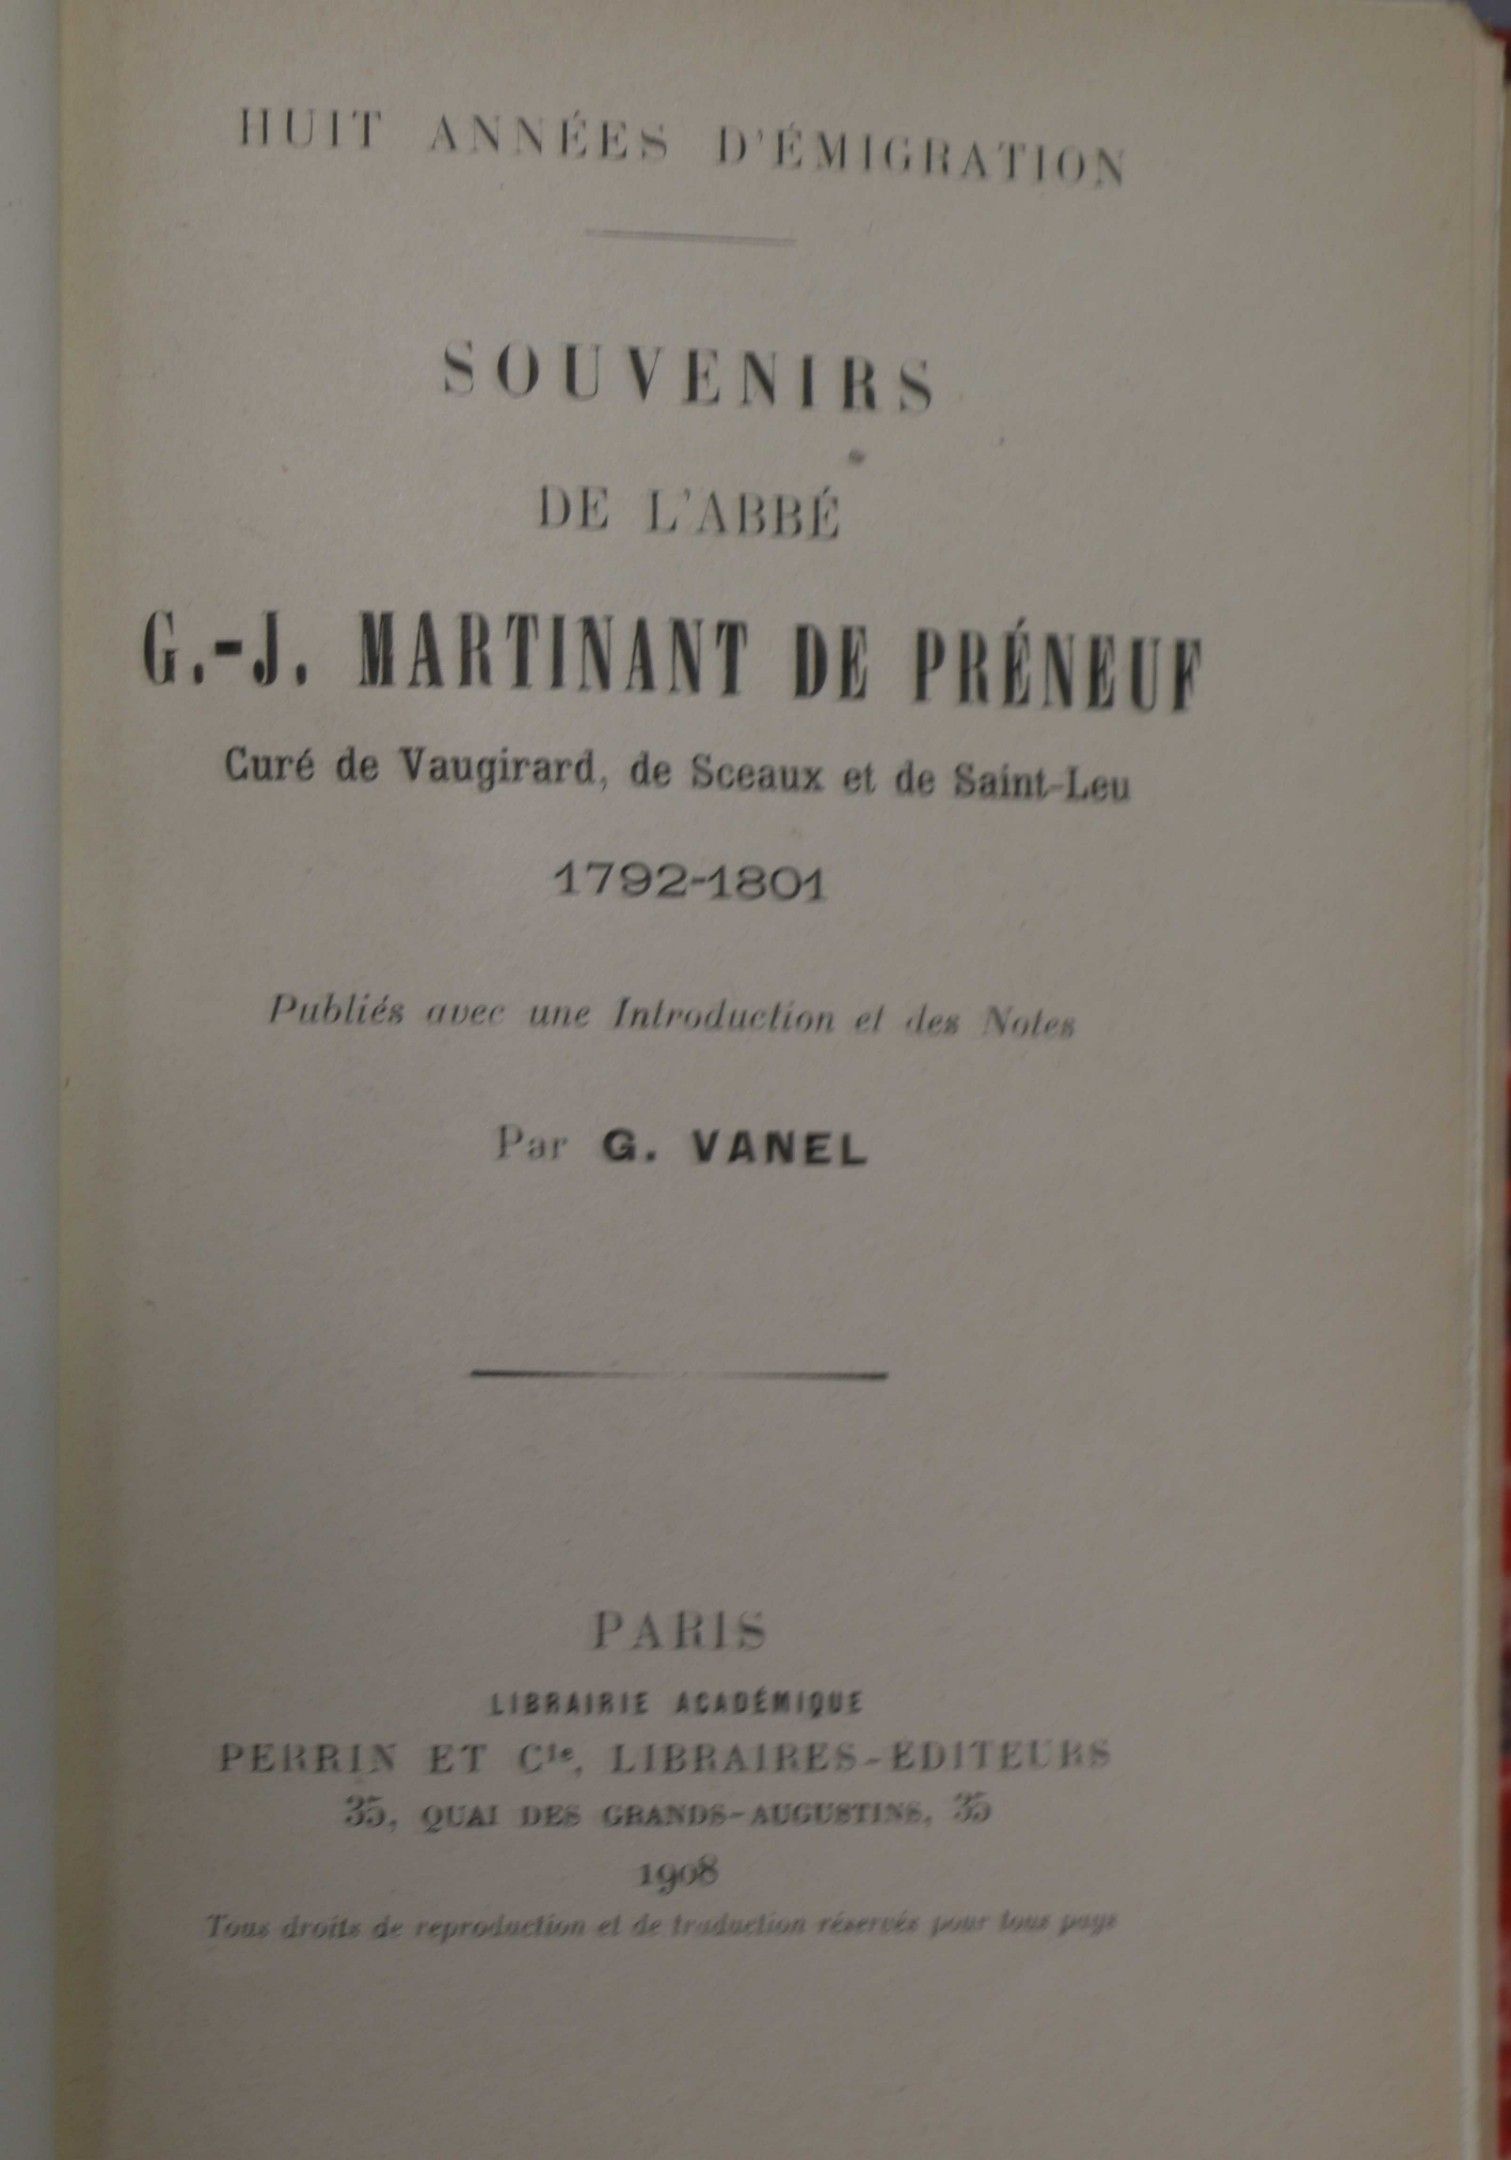 HUIT ANNÉES D'ÉMIGRATION
SOUVENIRS
DE L'ABBÉ
G.-J. MARTINANT DE PRÉNEUF
Curé de Vaugirard, de Sceaux et de Saint-Leu
1792-1801
Publiés avec une Introduction et des Notes
Par G. VANEL
PARIS
LIBRAIRIE ACADÉMIQUE
PERRIN ET Cie, LIBRAIRES-ÉDITEURS
35, QUAI DES GRANDS-AUGUSTINS, 35
1908
Tous droits de reproduction et de traduction réservés pour tous pays